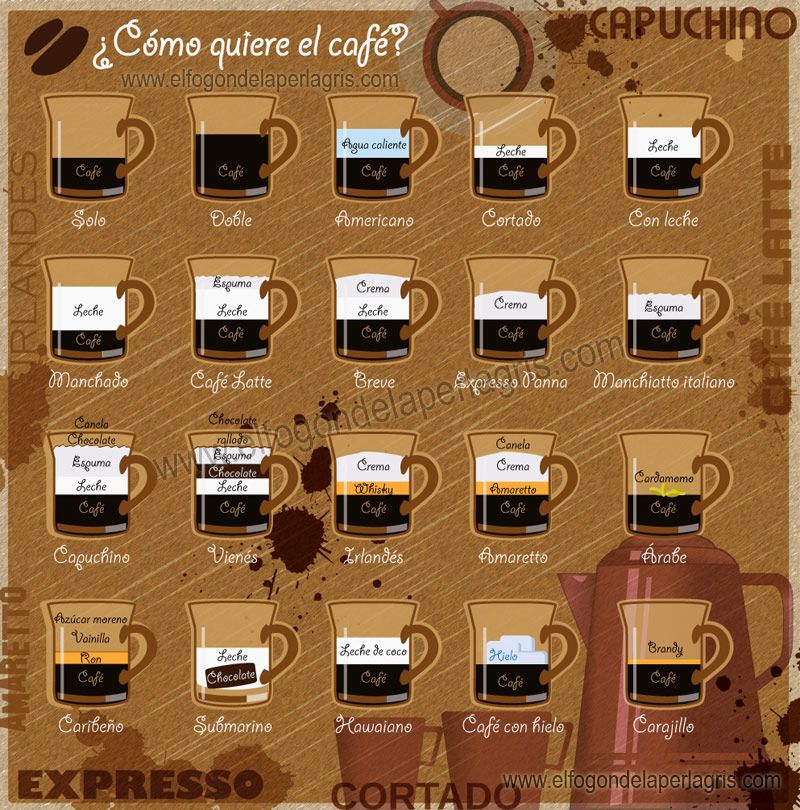 ¿Cómo quiere el café?
www.elfogondelaperlagris.com
CAPUCHINO
Café
Café
Agua caliente
Café
Leche
Café
Leche
Café
Solo
Doble
Americano
Cortado
Con leche
IRLANDÉS
CAFE LATTE
Leche
Café
Espuma
Leche
Café
Crema
Leche
Café
Crema
Café
Espuma
Café
Manchado
Café Latte
Breve
Expresso Panna
Manchiatto italiano
www.elfogondelaperlagris.com
Canela
Chocolate
Espuma
Leche
Café
Chocolate
rallado
Espuma
Chocolate
Leche
Café
Crema
Whisky
Café
Canela
Crema
Amaretto
Café
Cardamomo
Café
Capuchino
Vienés
Irlandés
Amaretto
Árabe
AMARETTO
Azúcar moreno
Vainilla
Ron
Café
Leche
Chocolate
Leche de coco
Café
Hielo
Café
Brandy
Café
Caribeño
Submarino
Hawaiano
Café con hielo
Carajillo
EXPRESSO
CORTADO
www.elfogondelaperlagris.com